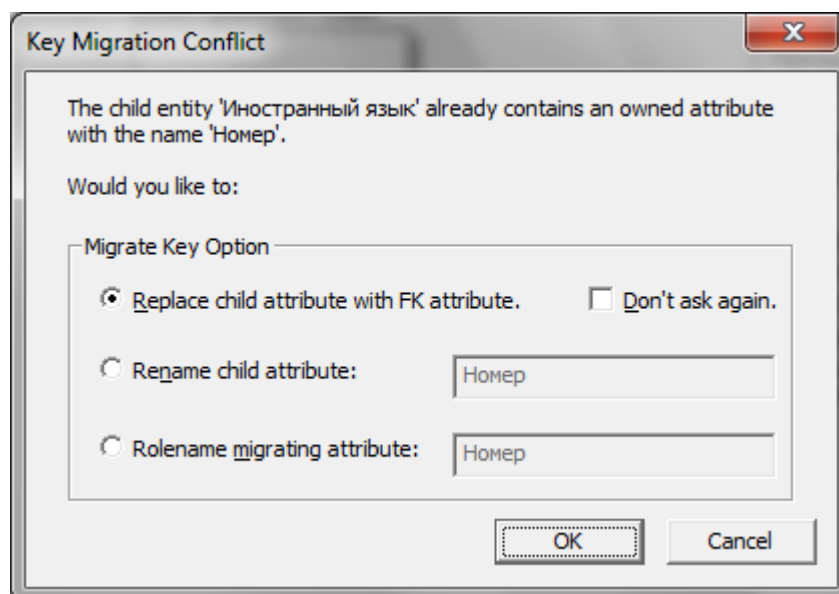 Key Migration Conflict
The child entity 'Иностранный язык' already contains an owned attribute
with the name 'Номер'.
Would you like to:
Migrate Key Option
Replace child attribute with FK attribute.
Don't ask again.
Rename child attribute:
Номер
Rolename migrating attribute:
Номер
OK
Cancel